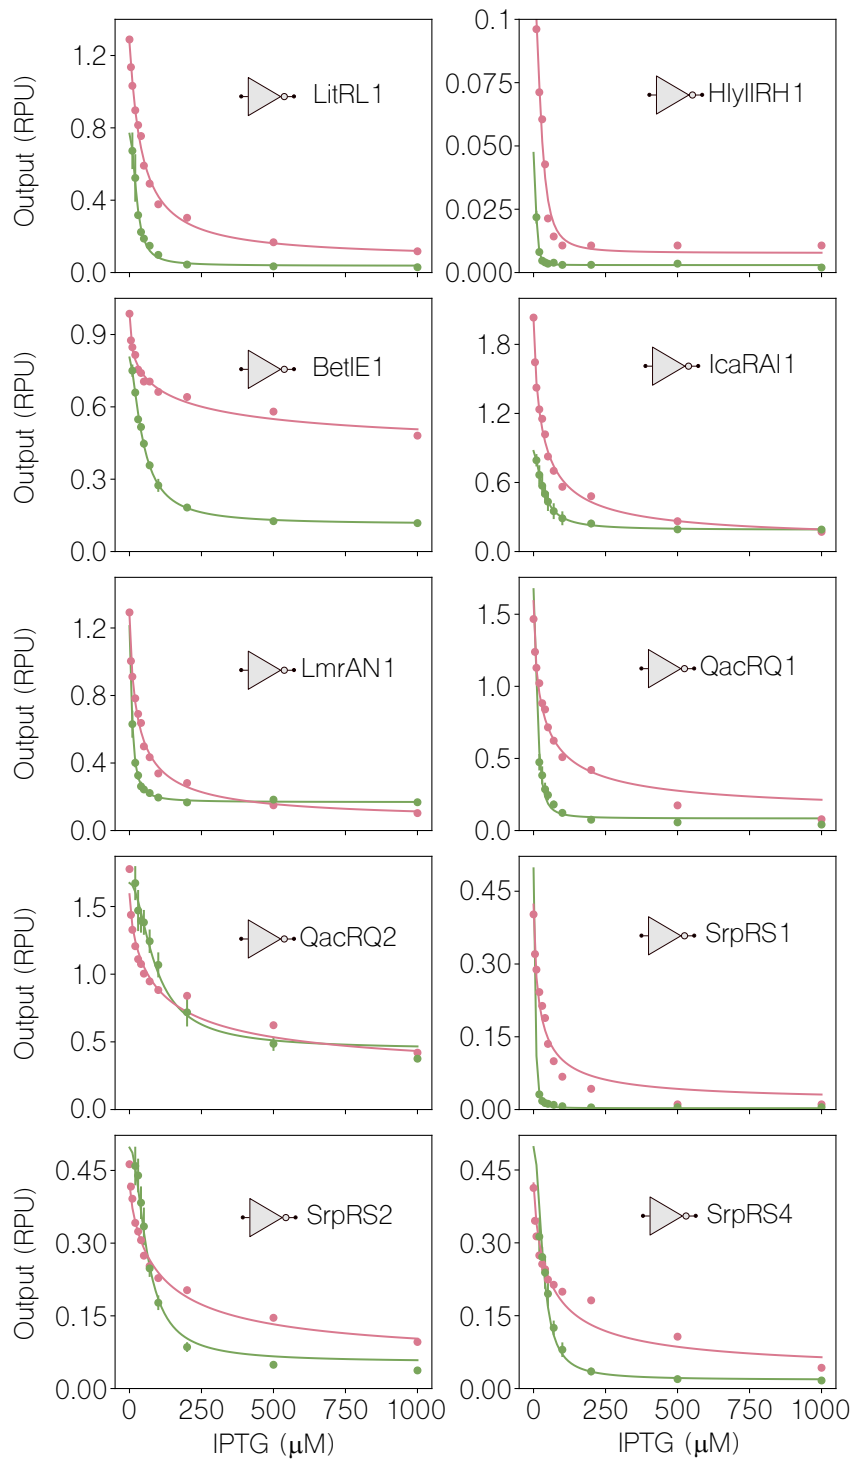 Output (RPU)
1.2
0.8
0.4
0.0
LitRL1
0.1
0.075
0.050
0.025
0.000
HlyIIRH1
Output (RPU)
0.9
0.6
0.3
0.0
BetIE1
1.8
1.2
0.6
0.0
IcaRAI1
Output (RPU)
1.2
0.8
0.4
0.0
LmrAN1
1.5
1.0
0.5
0.0
QacRQ1
Output (RPU)
1.5
1.0
0.5
0.0
QacRQ2
0.45
0.30
0.15
0.00
SrpRS1
Output (RPU)
0.45
0.30
0.15
0.00
SrpRS2
0 250 500 750 1000
IPTG (μM)
0.45
0.30
0.15
0.00
SrpRS4
0 250 500 750 1000
IPTG (μM)